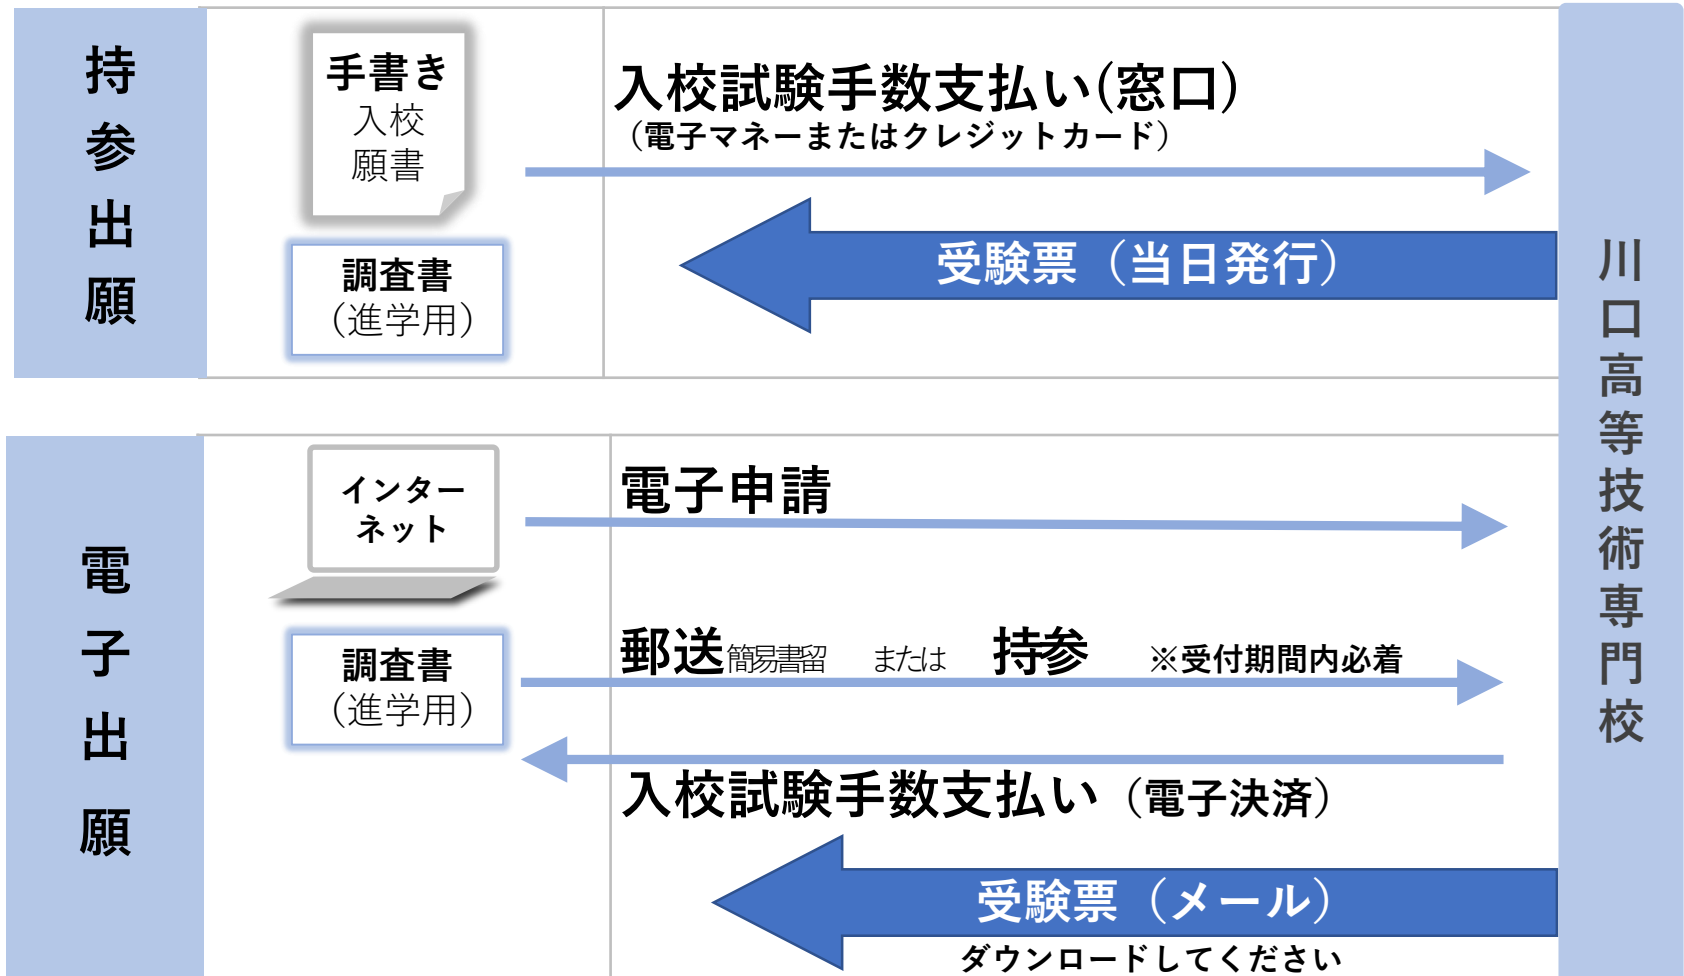 持参出願
手書き
入校
願書
調査書
（進学用）
入校試験手数支払い(窓口)
（電子マネーまたはクレジットカード）
受験票（当日発行）
電子出願
インター
ネット
調査書
（進学用）
電子申請
郵送簡易書留　または　持参　※受付期間内必着
入校試験手数支払い（電子決済）
受験票（メール）
ダウンロードしてください
川口高等技術専門校